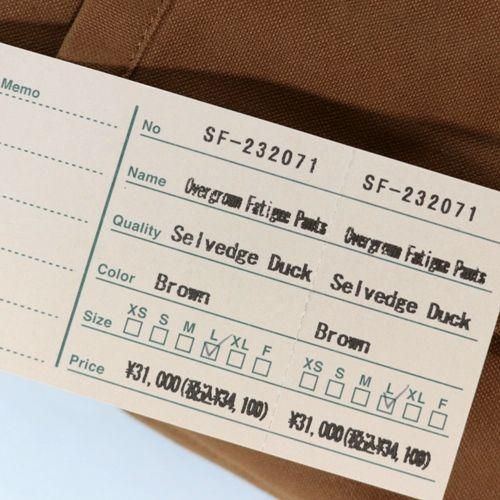 Memo
No SF-232071 SF-232071
Name Overgrown Fatigue Pants Overgrown Fatigue Pants
Quality Selvedge Duck Selvedge Duck
Color Brown Brown
Size XS S M L XL F XS S M L XL F
Price ¥31,000(税込¥34,100) ¥31,000(税込¥34,100)